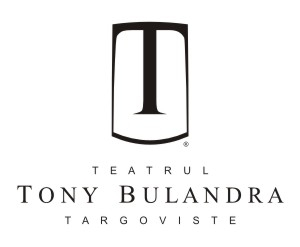 T
®
TEATRUL
TONY BULANDRA
TARGOVISTE